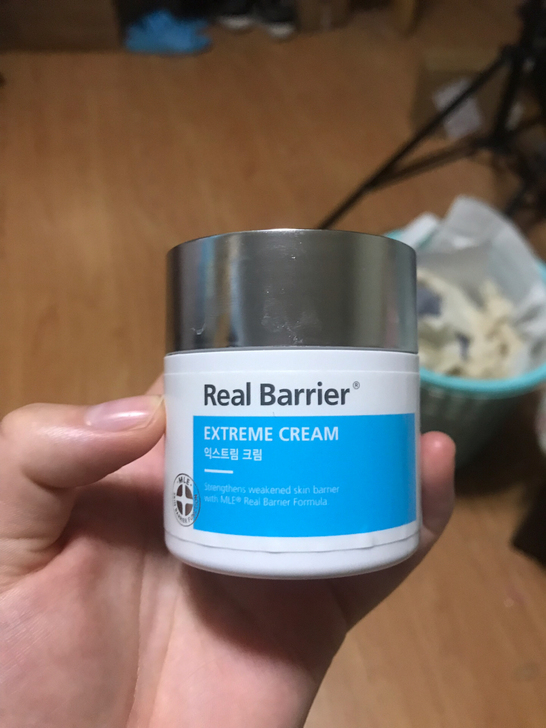 Real Barrier®
EXTREME CREAM
익스트림 크림
Strengthens weakened skin barrier
with MLE® Real Barrier Formula
MLE